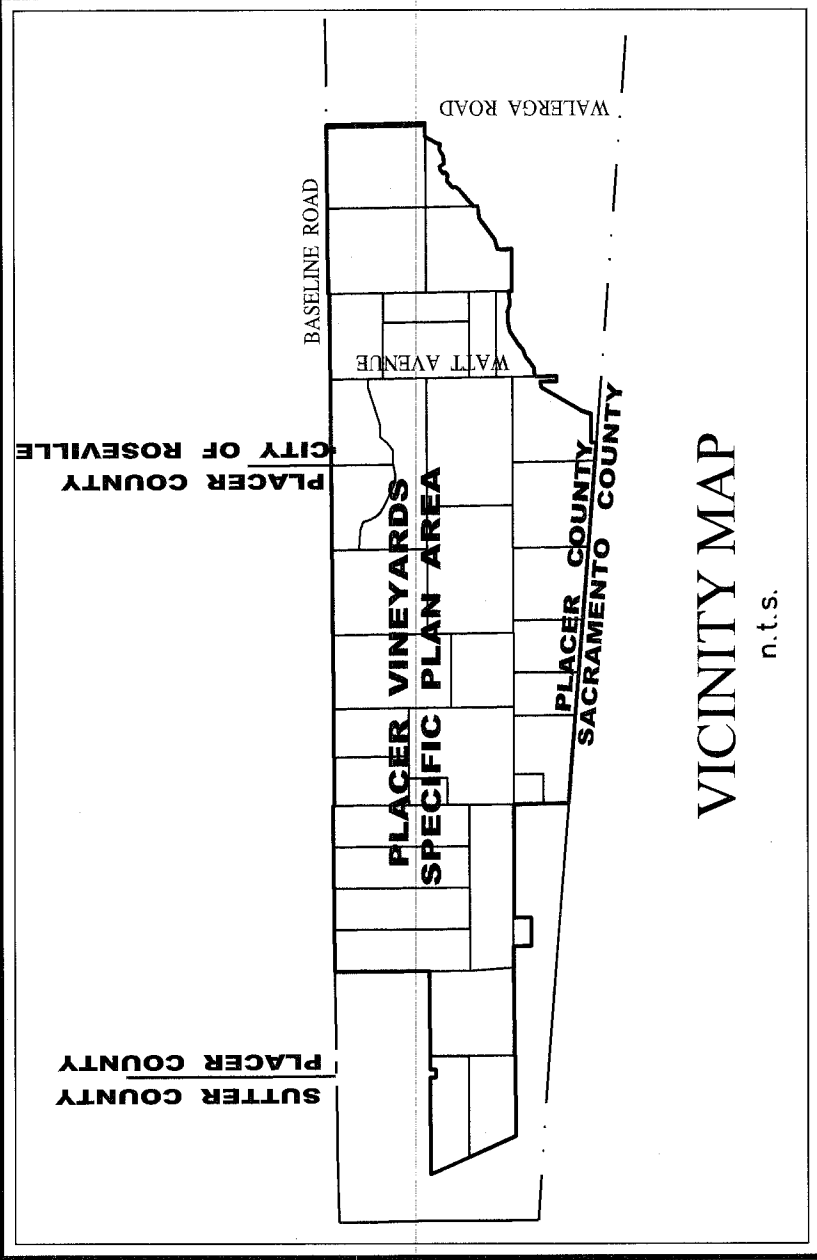 WALERGA ROAD
BASELINE ROAD
WATT AVENUE
CITY OF ROSEVILLE
PLACER COUNTY
PLACER VINEYARDS
SPECIFIC PLAN AREA
PLACER COUNTY
SACRAMENTO COUNTY
PLACER COUNTY
SUTTER COUNTY
VICINITY MAP
n.t.s.